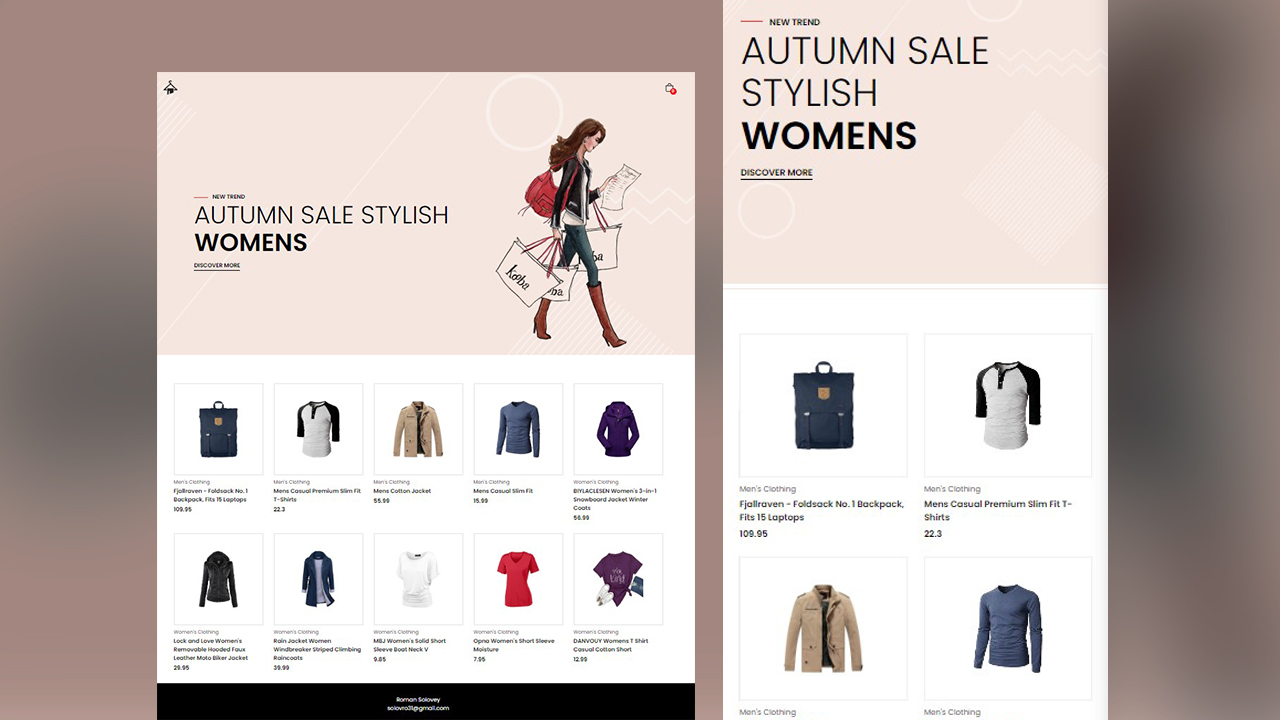 NEW TREND
AUTUMN SALE STYLISH
WOMENS
DISCOVER MORE
kooba
Men's Clothing
Fjallraven - Foldsack No. 1
Backpack, Fits 15 Laptops
109.95
Men's Clothing
Mens Casual Premium Slim Fit
T-Shirts
22.3
Men's Clothing
Mens Cotton Jacket
55.99
Men's Clothing
Mens Casual Slim Fit
15.99
Women's Clothing
BIYLACLESEN Women's 3-in-1
Snowboard Jacket Winter
Coats
56.99
Women's Clothing
Lock and Love Women's
Removable Hooded Faux
Leather Moto Biker Jacket
29.95
Women's Clothing
Rain Jacket Women
Windbreaker Striped Climbing
Raincoats
39.99
Women's Clothing
MBJ Women's Solid Short
Sleeve Boat Neck V
9.85
Women's Clothing
Opna Women's Short Sleeve
Moisture
7.95
Women's Clothing
DANVOUY Womens T Shirt
Casual Cotton Short
12.99
Roman Solovey
solovro31@gmail.com
NEW TREND
AUTUMN SALE
STYLISH
WOMENS
DISCOVER MORE
Men's Clothing
Fjallraven - Foldsack No. 1 Backpack,
Fits 15 Laptops
109.95
Men's Clothing
Mens Casual Premium Slim Fit T-
Shirts
22.3
Men's Clothing
Men's Clothing